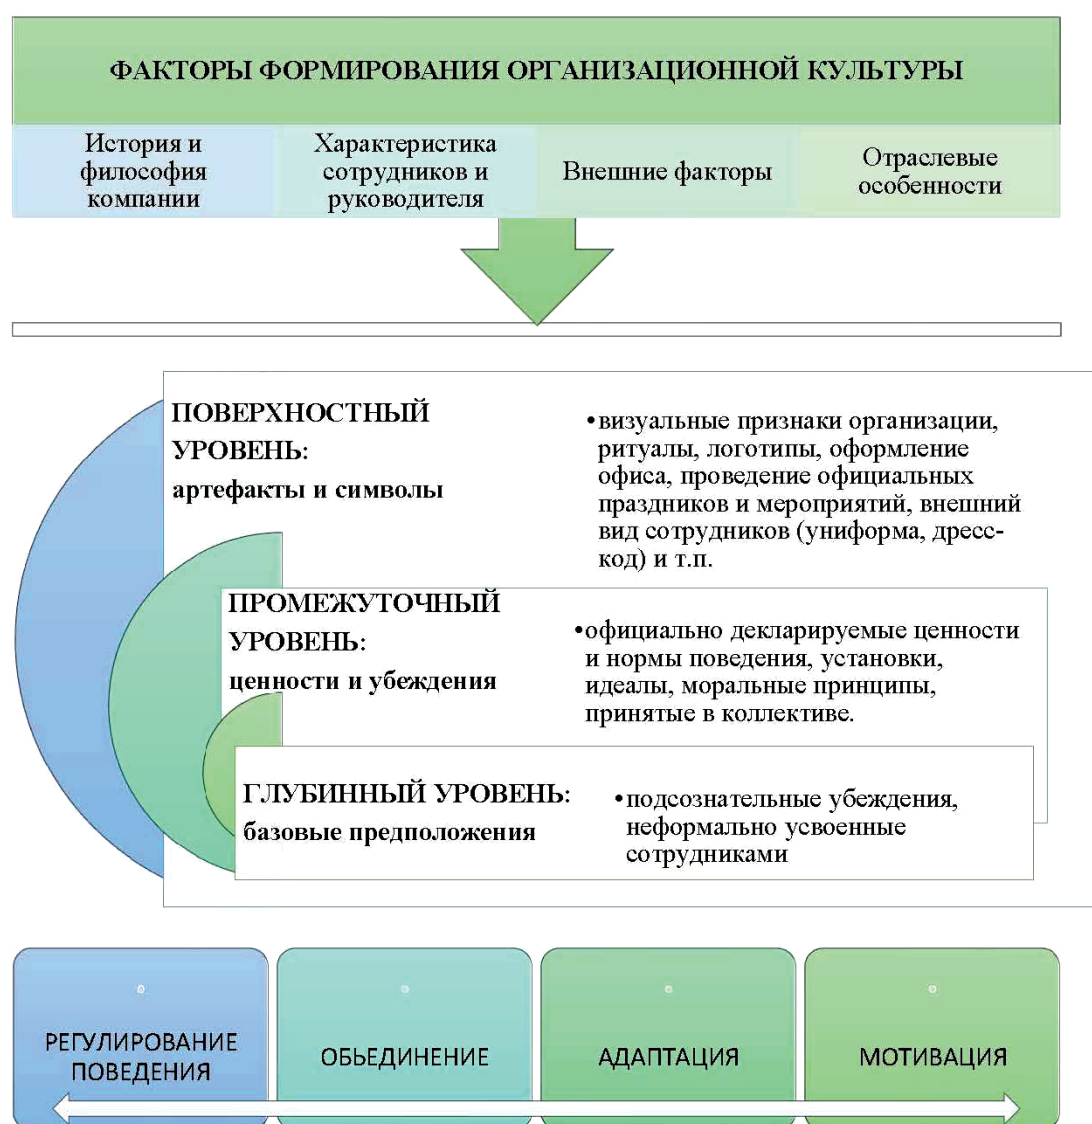 ФАКТОРЫ ФОРМИРОВАНИЯ ОРГАНИЗАЦИОННОЙ КУЛЬТУРЫ
История и
философия
компании
Характеристика
сотрудников и
руководителя
Внешние факторы
Отраслевые
особенности
ПОВЕРХНОСТНЫЙ
УРОВЕНЬ:
артефакты и символы
•визуальные признаки организации,
ритуалы, логотипы, оформление
офиса, проведение официальных
праздников и мероприятий, внешний
вид сотрудников (униформа, дресс-
код) и т.п.
ПРОМЕЖУТОЧНЫЙ
УРОВЕНЬ:
ценности и убеждения
•официально декларируемые ценности
и нормы поведения, установки,
идеалы, моральные принципы,
принятые в коллективе.
ГЛУБИННЫЙ УРОВЕНЬ:
базовые предположения
•подсознательные убеждения,
неформально усвоенные
сотрудниками
РЕГУЛИРОВАНИЕ
ПОВЕДЕНИЯ
ОБЬЕДИНЕНИЕ
АДАПТАЦИЯ
МОТИВАЦИЯ